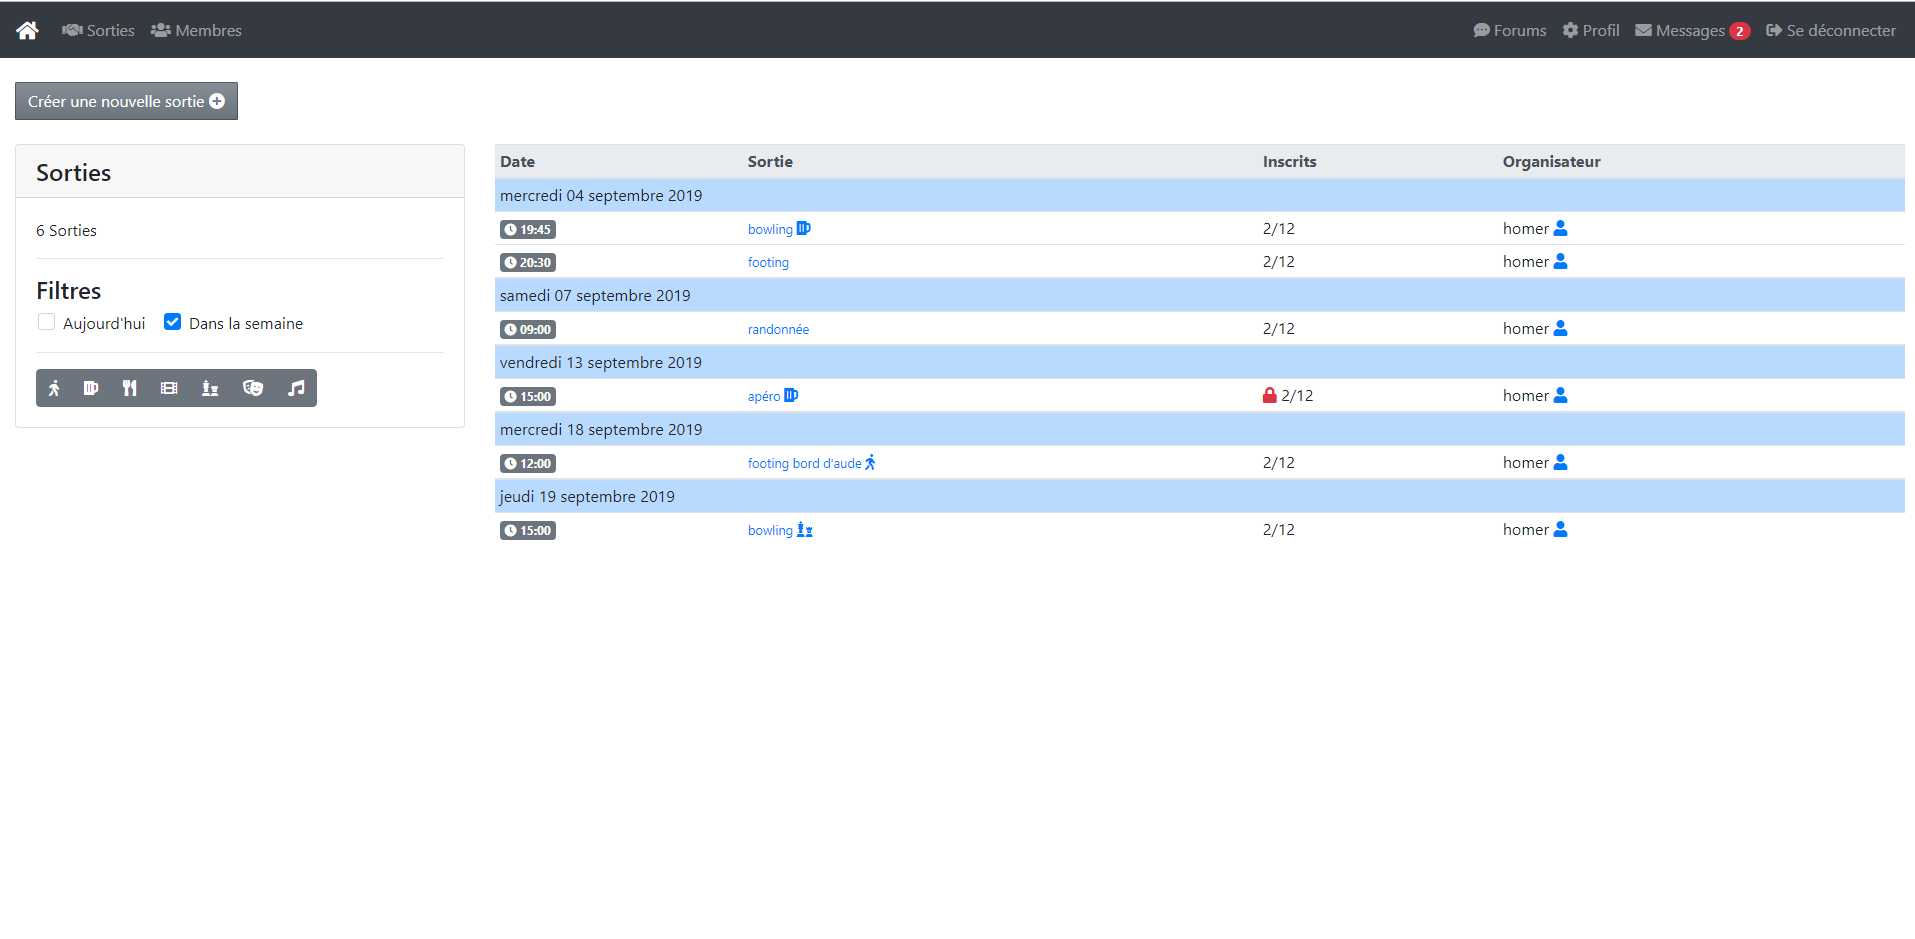 Sorties Membres Forums Profil Messages 2 Se déconnecter
Créer une nouvelle sortie
Sorties
6 Sorties
Filtres
Aujourd'hui Dans la semaine
Date Sortie Inscrits Organisateur
mercredi 04 septembre 2019
19:45 bowling 2/12 homer
20:30 footing 2/12 homer
samedi 07 septembre 2019
09:00 randonnée 2/12 homer
vendredi 13 septembre 2019
15:00 apéro 2/12 homer
mercredi 18 septembre 2019
12:00 footing bord d'aude 2/12 homer
jeudi 19 septembre 2019
15:00 bowling 2/12 homer